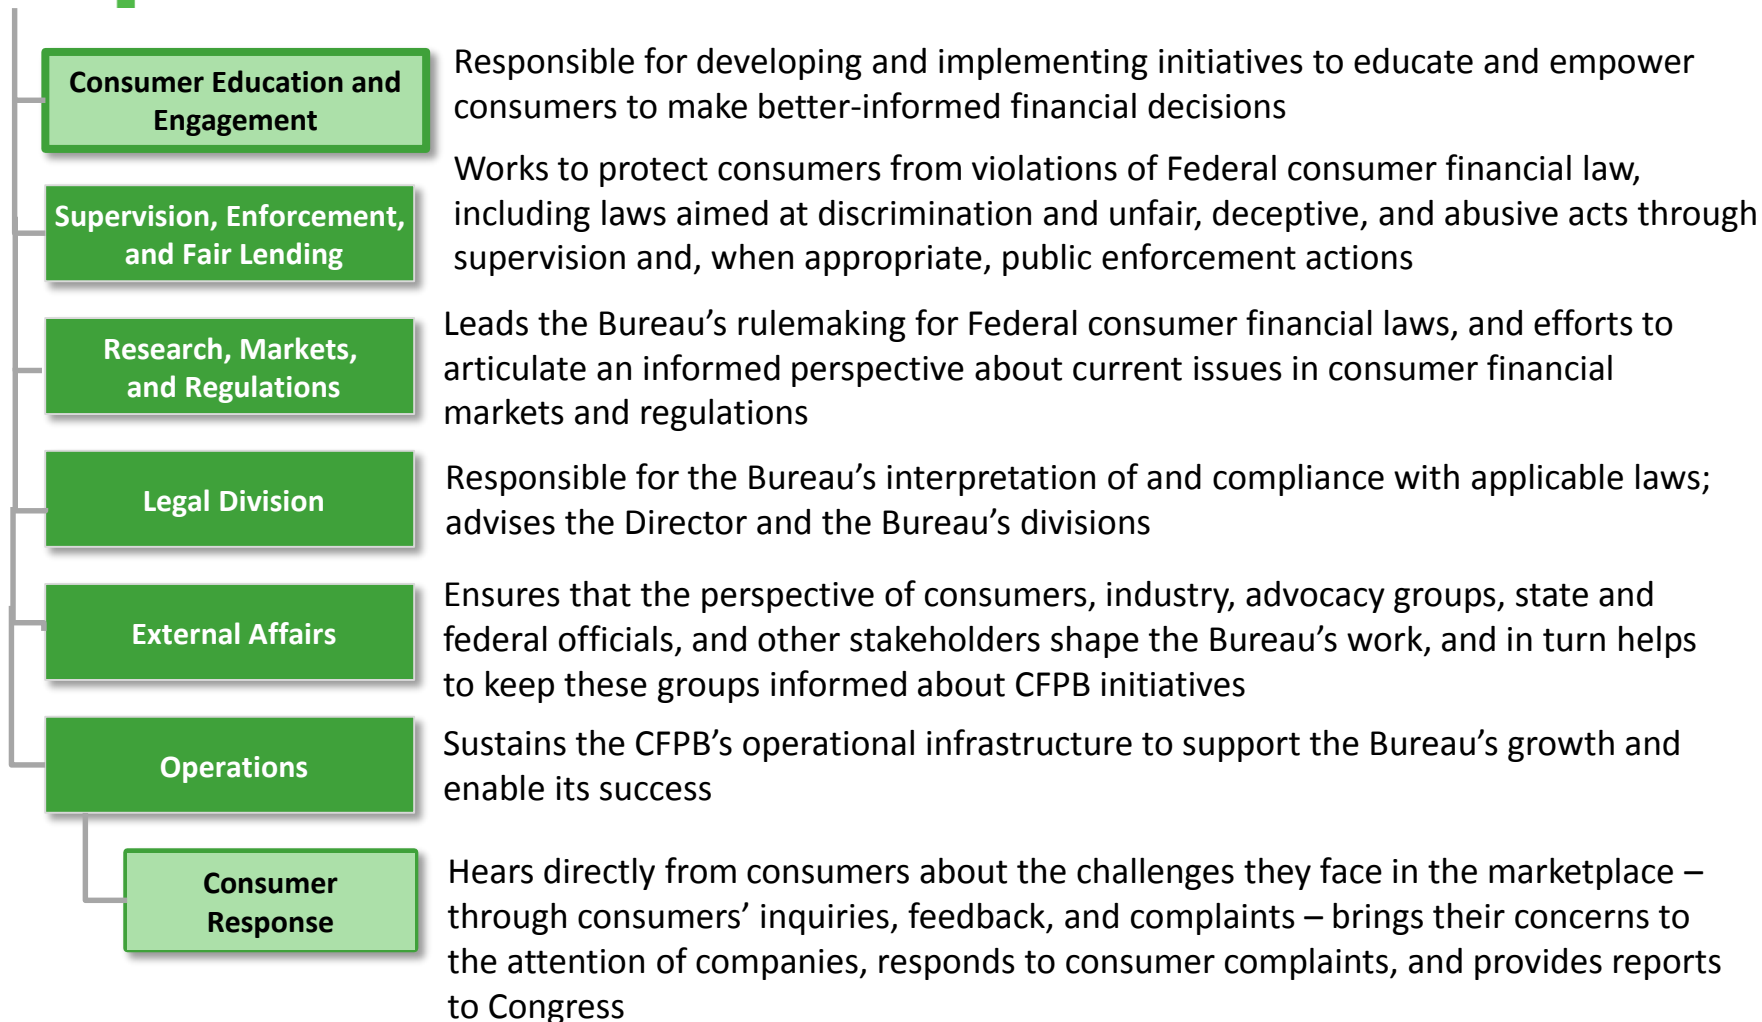 Consumer Education and
Engagement
Responsible for developing and implementing initiatives to educate and empower
consumers to make better-informed financial decisions
Supervision, Enforcement,
and Fair Lending
Works to protect consumers from violations of Federal consumer financial law,
including laws aimed at discrimination and unfair, deceptive, and abusive acts through
supervision and, when appropriate, public enforcement actions
Research, Markets,
and Regulations
Leads the Bureau’s rulemaking for Federal consumer financial laws, and efforts to
articulate an informed perspective about current issues in consumer financial
markets and regulations
Legal Division
Responsible for the Bureau’s interpretation of and compliance with applicable laws;
advises the Director and the Bureau’s divisions
External Affairs
Ensures that the perspective of consumers, industry, advocacy groups, state and
federal officials, and other stakeholders shape the Bureau’s work, and in turn helps
to keep these groups informed about CFPB initiatives
Operations
Sustains the CFPB’s operational infrastructure to support the Bureau’s growth and
enable its success
Consumer
Response
Hears directly from consumers about the challenges they face in the marketplace –
through consumers’ inquiries, feedback, and complaints – brings their concerns to
the attention of companies, responds to consumer complaints, and provides reports
to Congress